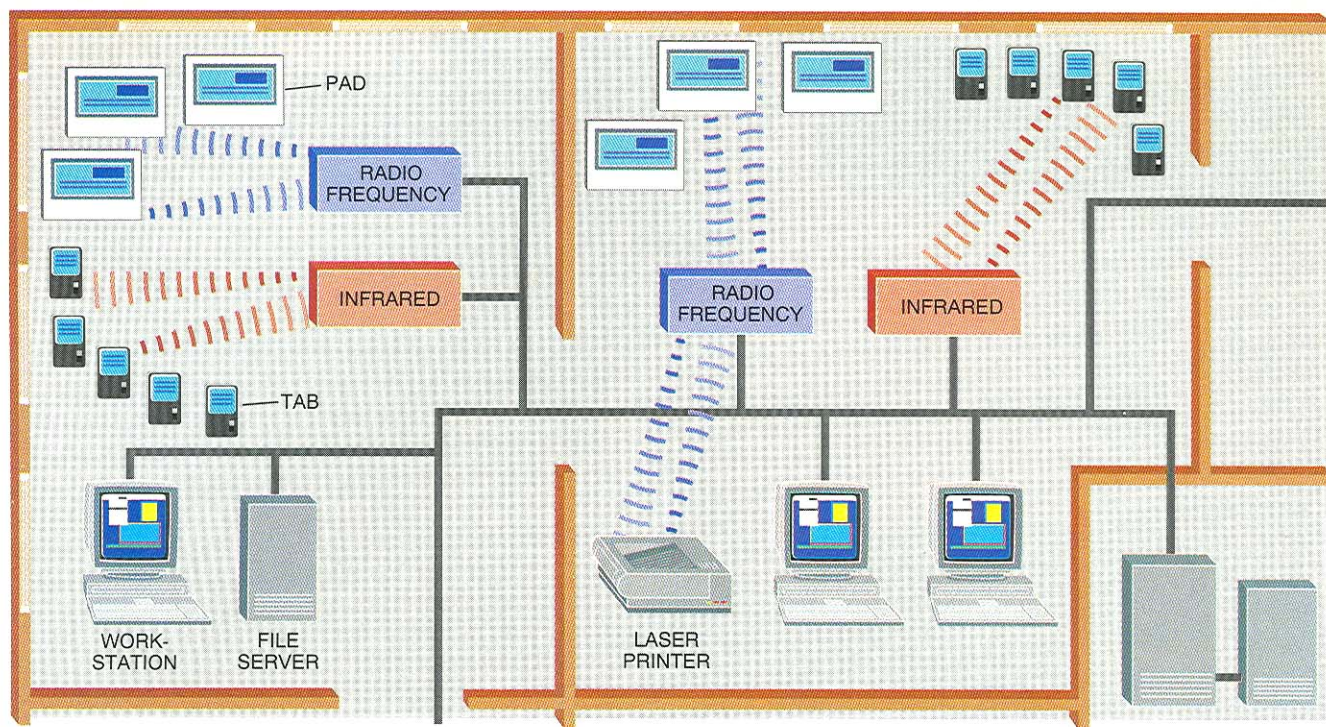 PAD
RADIO
FREQUENCY
INFRARED
TAB
RADIO
FREQUENCY
INFRARED
WORK-
STATION
FILE
SERVER
LASER
PRINTER